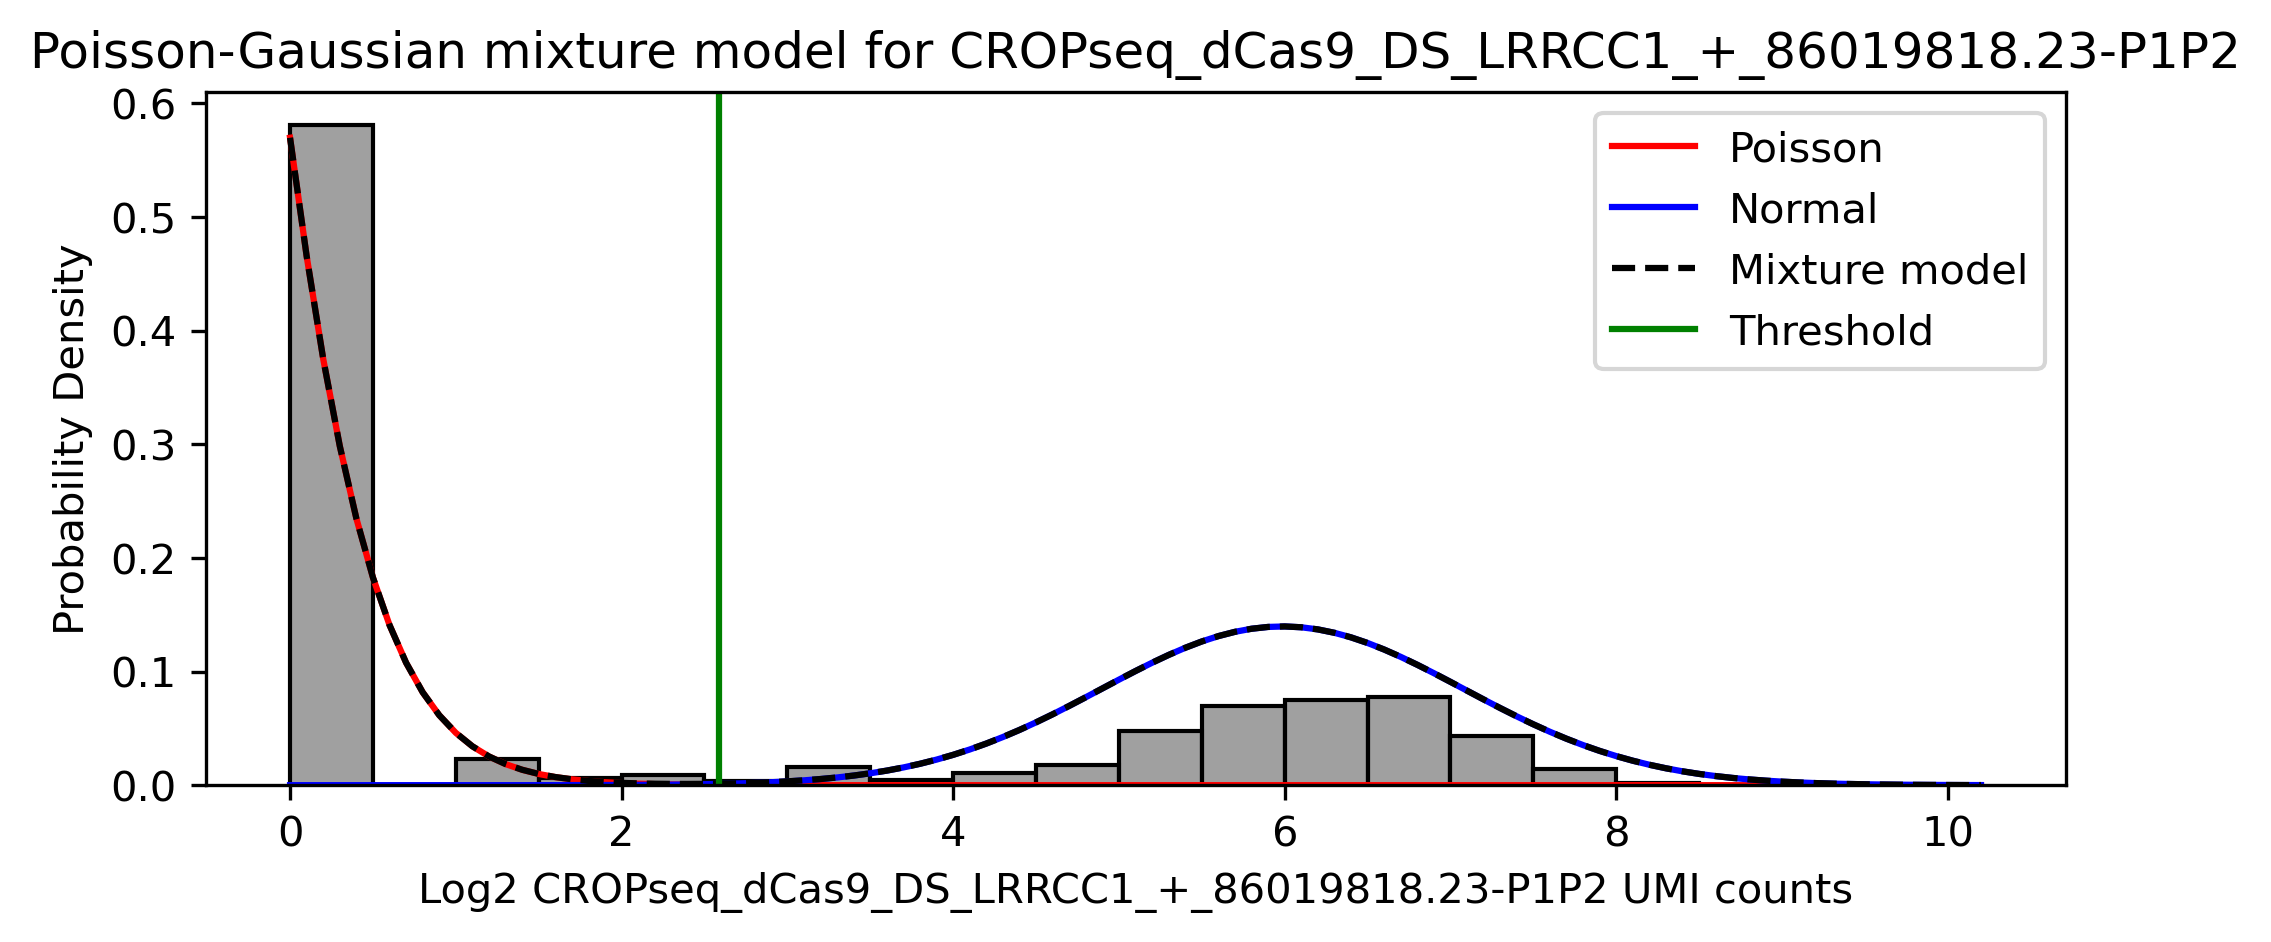 Poisson-Gaussian mixture model for CROPseq_dCas9_DS_LRRCC1_+_86019818.23-P1P2
0.6
0.5
0.4
0.3
0.2
0.1
0.0
Probability Density
Poisson
Normal
Mixture model
Threshold
0 2 4 6 8 10
Log2 CROPseq_dCas9_DS_LRRCC1_+_86019818.23-P1P2 UMI counts